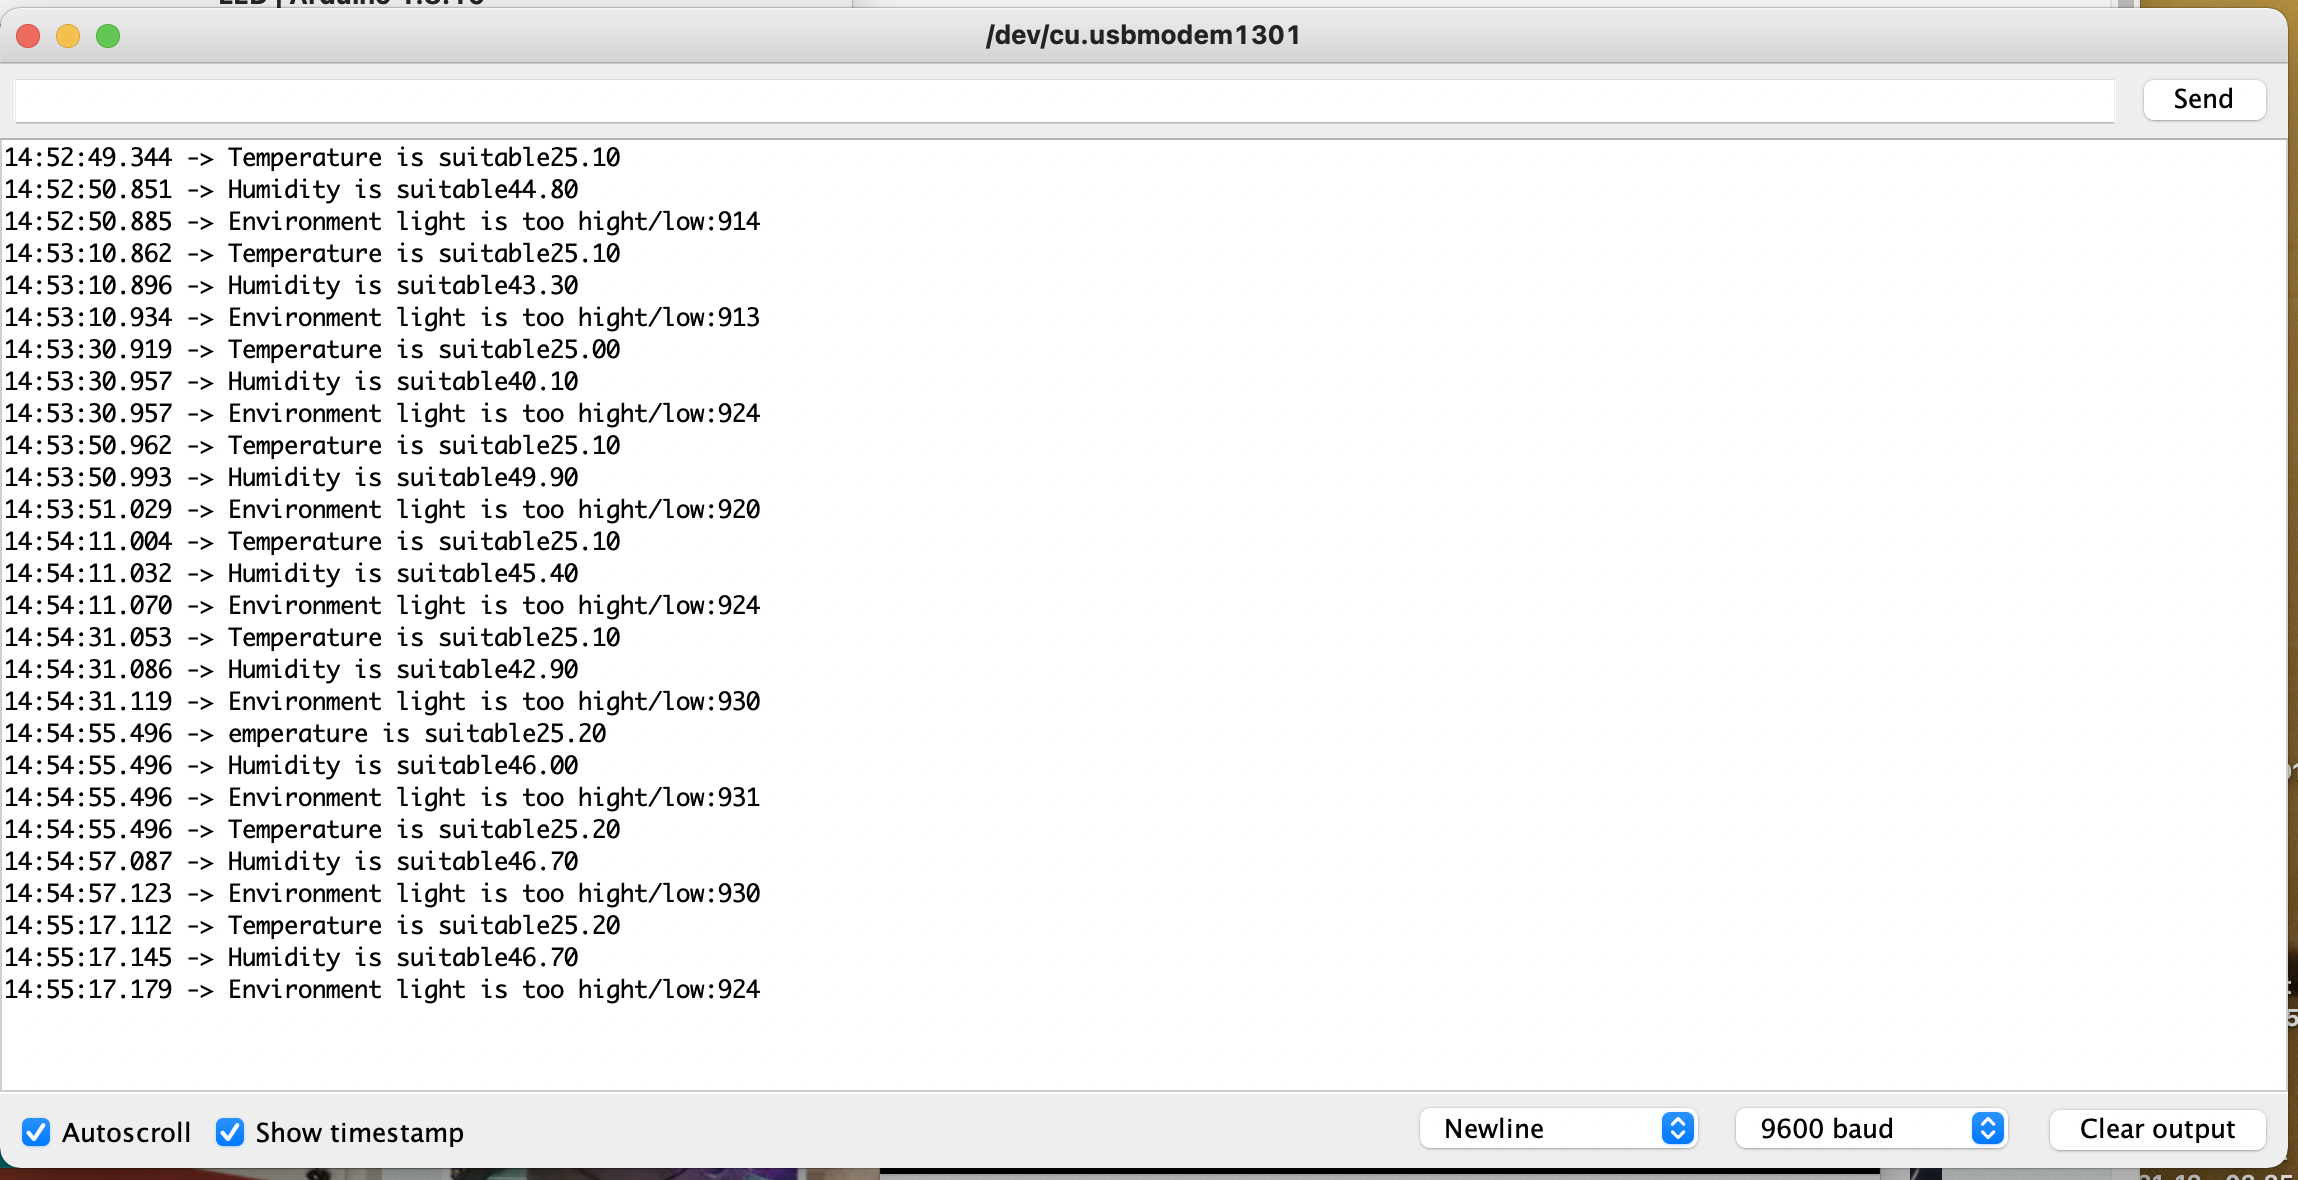 /dev/cu.usbmodem1301
Send
14:52:49.344 -> Temperature is suitable25.10
14:52:50.851 -> Humidity is suitable44.80
14:52:50.885 -> Environment light is too hight/low:914
14:53:10.862 -> Temperature is suitable25.10
14:53:10.896 -> Humidity is suitable43.30
14:53:10.934 -> Environment light is too hight/low:913
14:53:30.919 -> Temperature is suitable25.00
14:53:30.957 -> Humidity is suitable40.10
14:53:30.957 -> Environment light is too hight/low:924
14:53:50.962 -> Temperature is suitable25.10
14:53:50.993 -> Humidity is suitable49.90
14:53:51.029 -> Environment light is too hight/low:920
14:54:11.004 -> Temperature is suitable25.10
14:54:11.032 -> Humidity is suitable45.40
14:54:11.070 -> Environment light is too hight/low:924
14:54:31.053 -> Temperature is suitable25.10
14:54:31.086 -> Humidity is suitable42.90
14:54:31.119 -> Environment light is too hight/low:930
14:54:55.496 -> emperature is suitable25.20
14:54:55.496 -> Humidity is suitable46.00
14:54:55.496 -> Environment light is too hight/low:931
14:54:55.496 -> Temperature is suitable25.20
14:54:57.087 -> Humidity is suitable46.70
14:54:57.123 -> Environment light is too hight/low:930
14:55:17.112 -> Temperature is suitable25.20
14:55:17.145 -> Humidity is suitable46.70
14:55:17.179 -> Environment light is too hight/low:924
Autoscroll Show timestamp Newline 9600 baud Clear output